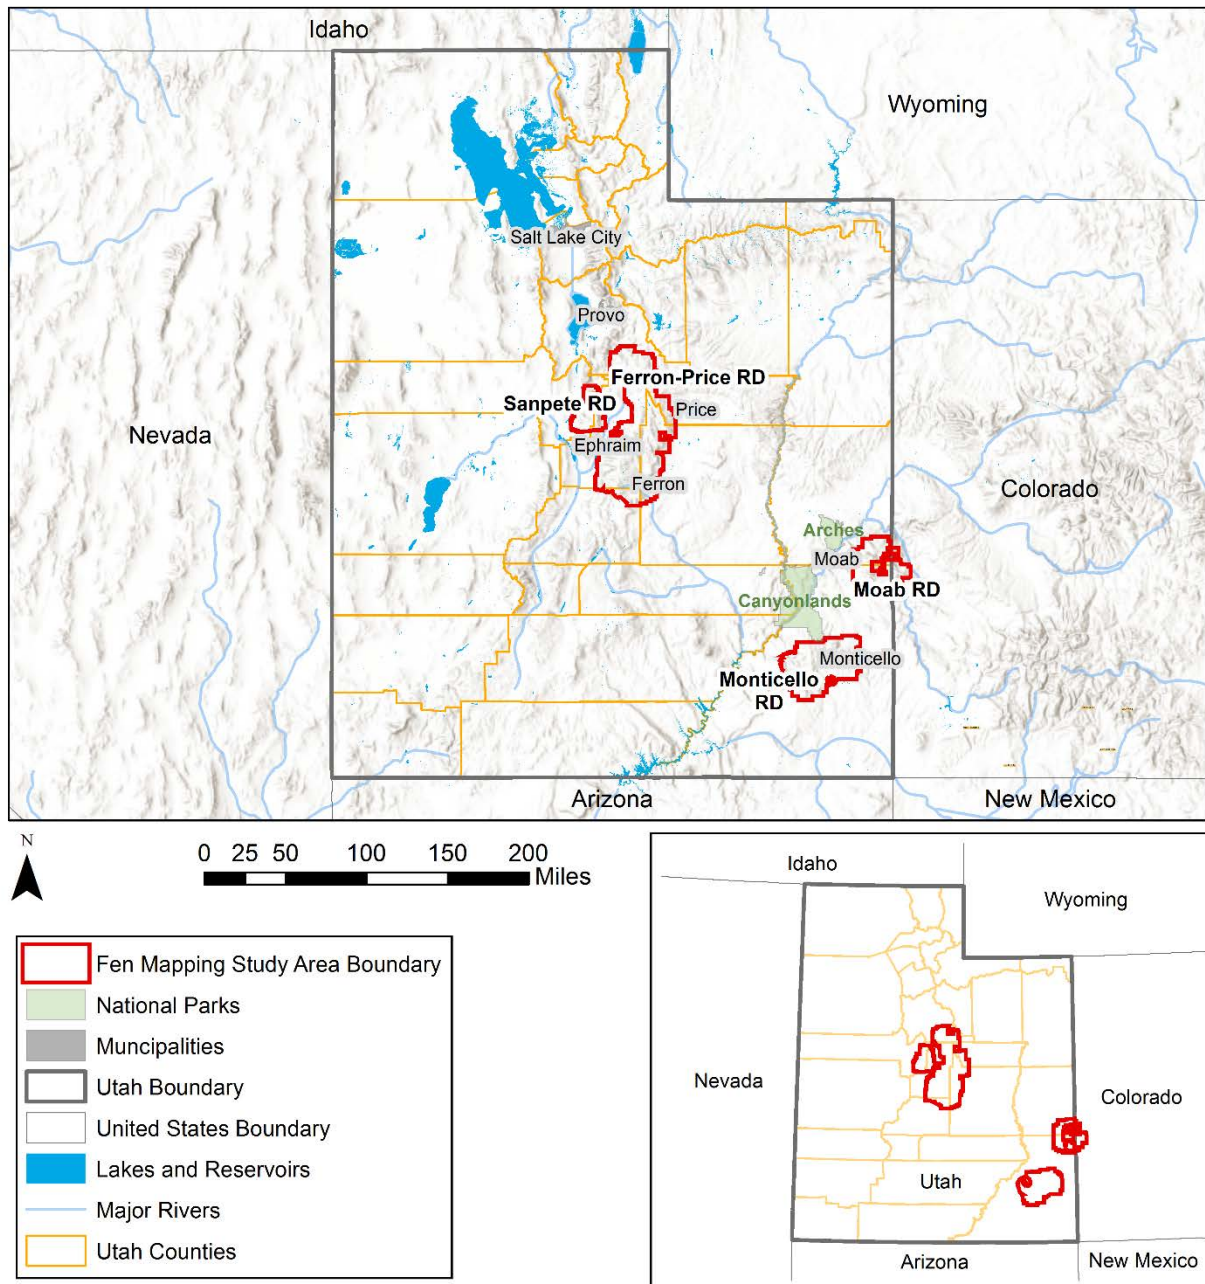 Idaho
Wyoming
Salt Lake City
Provo
Ferron-Price RD
Sanpete RD
Price
Nevada
Ephraim
Ferron
Colorado
Arches
Moab
Moab RD
Canyonlands
Monticello
Monticello
RD
Arizona
New Mexico
N
0 25 50 100 150 200
Miles
Fen Mapping Study Area Boundary
National Parks
Muncipalities
Utah Boundary
United States Boundary
Lakes and Reservoirs
Major Rivers
Utah Counties
Idaho
Wyoming
Nevada
Colorado
Utah
Arizona
New Mexico